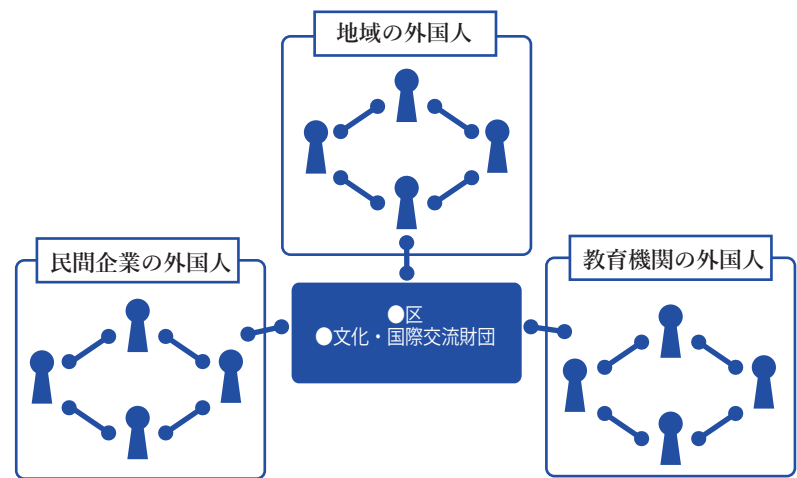 地域の外国人
民間企業の外国人
教育機関の外国人
●区
●文化・国際交流財団